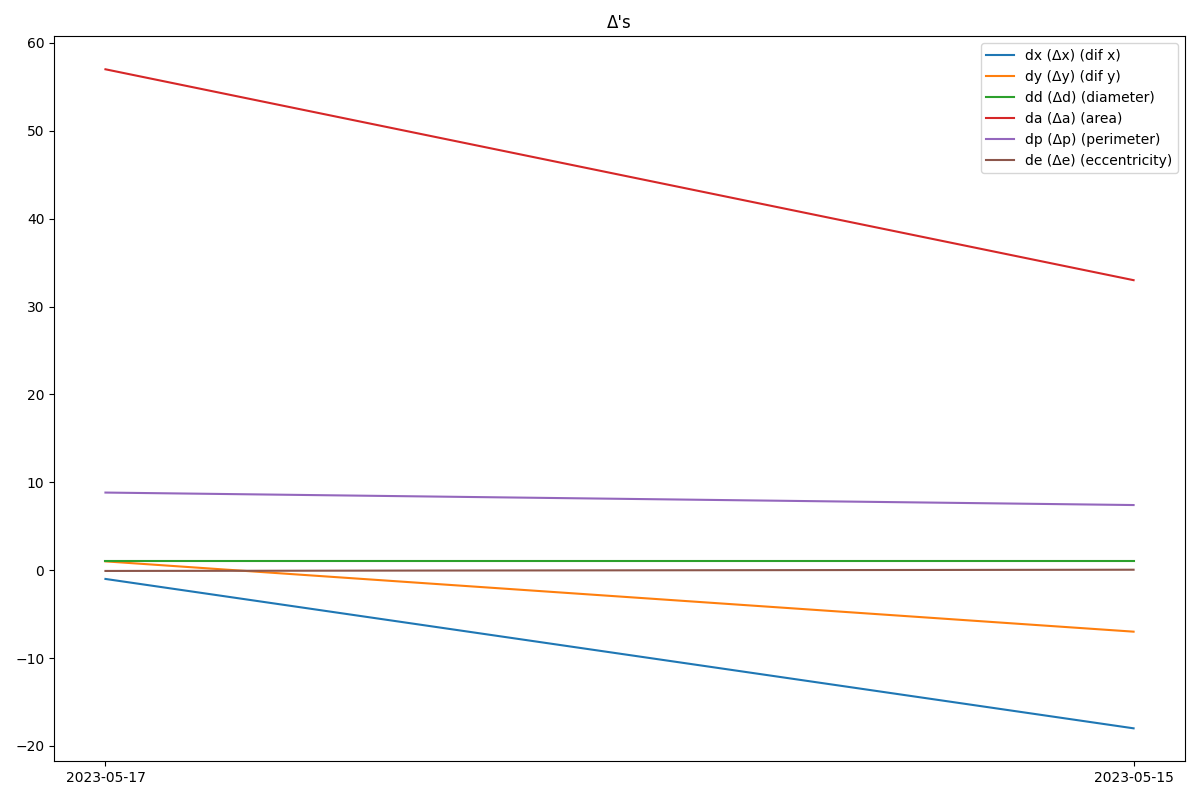 Δ's
60
50
40
30
20
10
0
−10
−20
2023-05-17
2023-05-15
dx (Δx) (dif x)
dy (Δy) (dif y)
dd (Δd) (diameter)
da (Δa) (area)
dp (Δp) (perimeter)
de (Δe) (eccentricity)